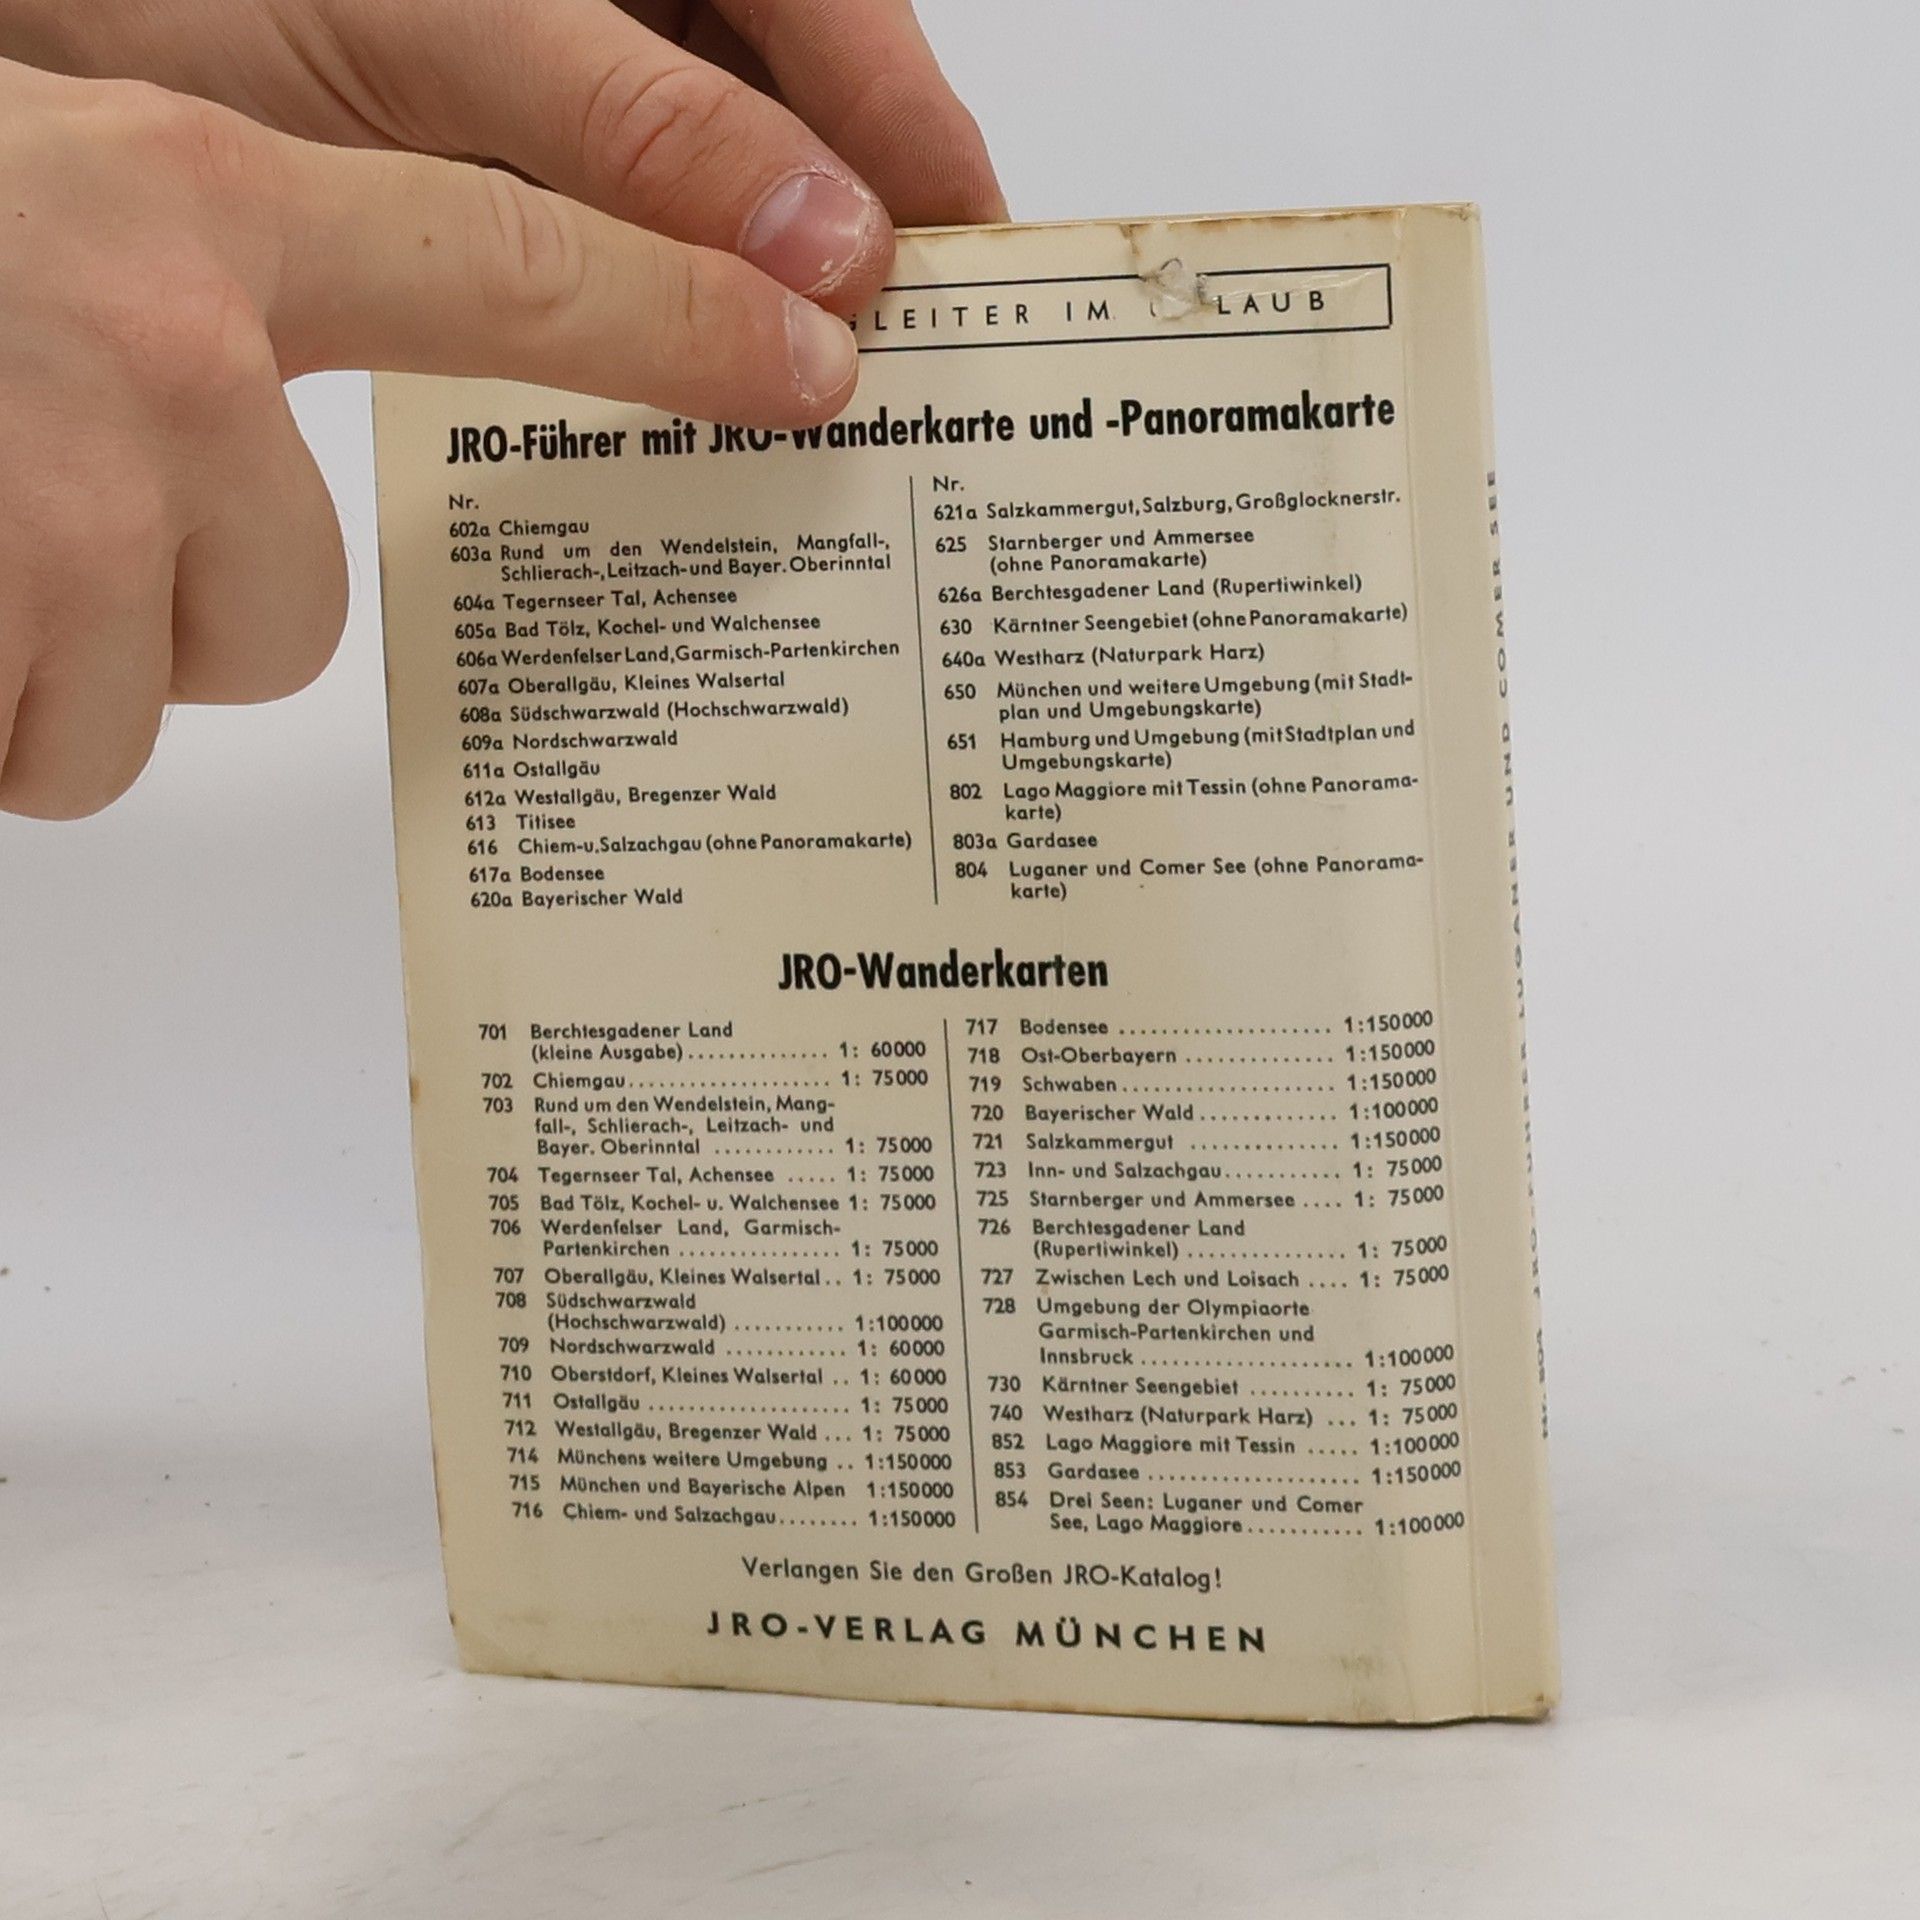 GLEITER IM LAUB
JRO-Führer mit JRO-Wanderkarte und -Panoramakarte
Nr.
602a Chiemgau
603a Rund um den Wendelstein, Mangfall-,
Schlierach-, Leitzach- und Bayer. Oberinntal
604a Tegernseer Tal, Achensee
605a Bad Tölz, Kochel- und Walchensee
606a Werdenfelser Land, Garmisch-Partenkirchen
607a Oberallgäu, Kleines Walsertal
608a Südschwarzwald (Hochschwarzwald)
609a Nordschwarzwald
611a Ostallgäu
612a Westallgäu, Bregenzer Wald
613 Titisee
616 Chiem-u. Salzachgau (ohne Panoramakarte)
617a Bodensee
620a Bayerischer Wald
Nr.
621a Salzkammergut, Salzburg, Großglocknerstr.
625 Starnberger und Ammersee
(ohne Panoramakarte)
626a Berchtesgadener Land (Rupertiwinkel)
630 Kärntner Seengebiet (ohne Panoramakarte)
640a Westharz (Naturpark Harz)
650 München und weitere Umgebung (mit Stadt-
plan und Umgebungskarte)
651 Hamburg und Umgebung (mit Stadtplan und
Umgebungskarte)
802 Lago Maggiore mit Tessin (ohne Panorama-
karte)
803a Gardasee
804 Luganer und Comer See (ohne Panorama-
karte)
JRO-Wanderkarten
701 Berchtesgadener Land
(kleine Ausgabe) .............. 1: 60000
702 Chiemgau .................... 1: 75000
703 Rund um den Wendelstein, Mang-
fall-, Schlierach-, Leitzach- und
Bayer. Oberinntal ............ 1: 75000
704 Tegernseer Tal, Achensee ..... 1: 75000
705 Bad Tölz, Kochel- u. Walchensee 1: 75000
706 Werdenfelser Land, Garmisch-
Partenkirchen ................ 1: 75000
707 Oberallgäu, Kleines Walsertal .. 1: 75000
708 Südschwarzwald
(Hochschwarzwald) ........... 1:100000
709 Nordschwarzwald ............ 1: 60000
710 Oberstdorf, Kleines Walsertal .. 1: 60000
711 Ostallgäu .................... 1: 75000
712 Westallgäu, Bregenzer Wald ... 1: 75000
714 Münchens weitere Umgebung .. 1:150000
715 München und Bayerische Alpen 1:150000
716 Chiem- und Salzachgau ........ 1:150000
717 Bodensee .................... 1:150000
718 Ost-Oberbayern .............. 1:150000
719 Schwaben .................... 1:150000
720 Bayerischer Wald ............. 1:100000
721 Salzkammergut .............. 1:150000
723 Inn- und Salzachgau ........... 1: 75000
725 Starnberger und Ammersee .... 1: 75000
726 Berchtesgadener Land
(Rupertiwinkel) ............... 1: 75000
727 Zwischen Lech und Loisach .... 1: 75000
728 Umgebung der Olympiaorte
Garmisch-Partenkirchen und
Innsbruck .................... 1:100000
730 Kärntner Seengebiet .......... 1: 75000
740 Westharz (Naturpark Harz) ... 1: 75000
852 Lago Maggiore mit Tessin ..... 1:100000
853 Gardasee .................... 1:150000
854 Drei Seen: Luganer und Comer
See, Lago Maggiore ........... 1:100000
Verlangen Sie den Großen JRO-Katalog!
JRO-VERLAG MÜNCHEN
LUGANER UND COMER SEE